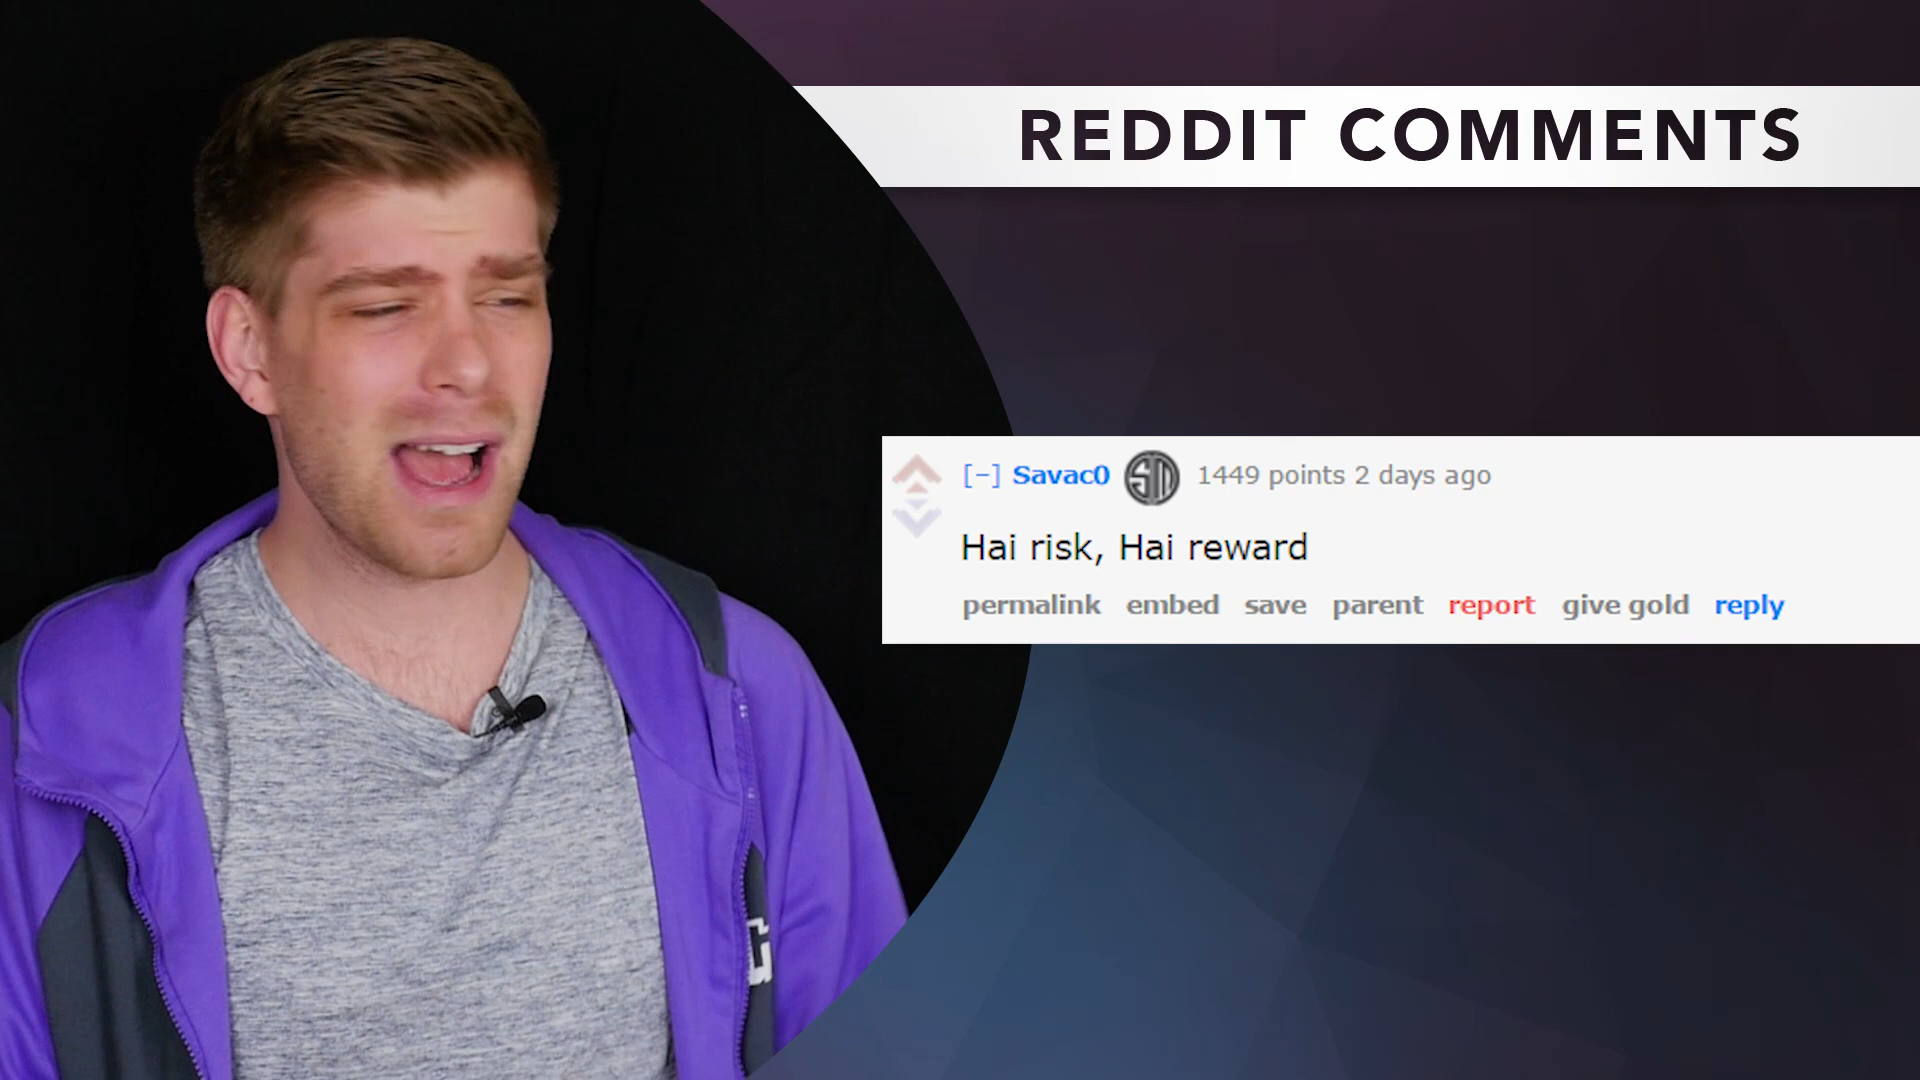 REDDIT COMMENTS
[–] Savac0 TSM 1449 points 2 days ago
Hai risk, Hai reward
permalink embed save parent report give gold reply
G